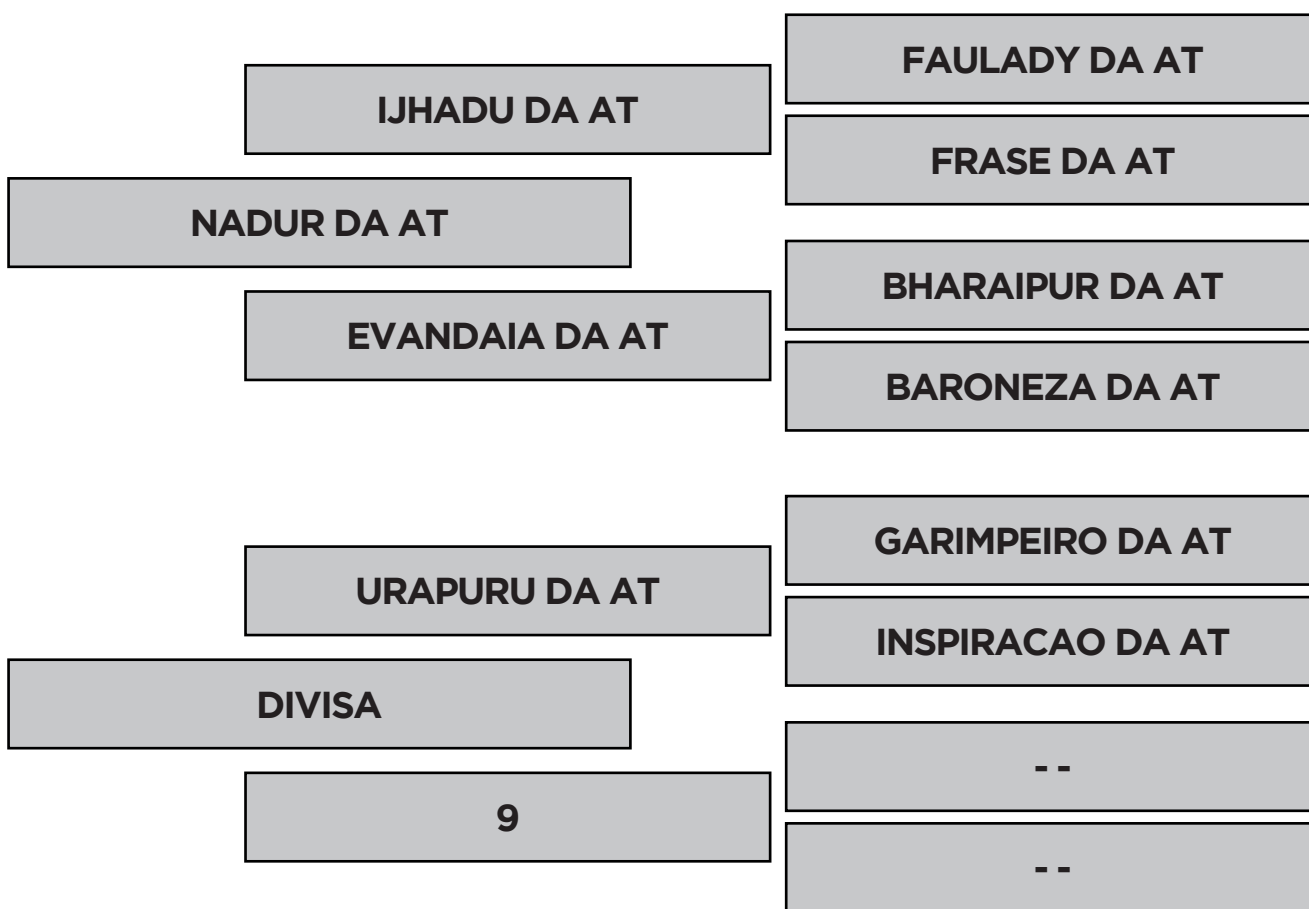 FAULADY DA AT
IJHADU DA AT
FRASE DA AT
NADUR DA AT
BHARAIPUR DA AT
EVANDAIA DA AT
BARONEZA DA AT
GARIMPEIRO DA AT
URAPURU DA AT
INSPIRACAO DA AT
DIVISA
--
9
--